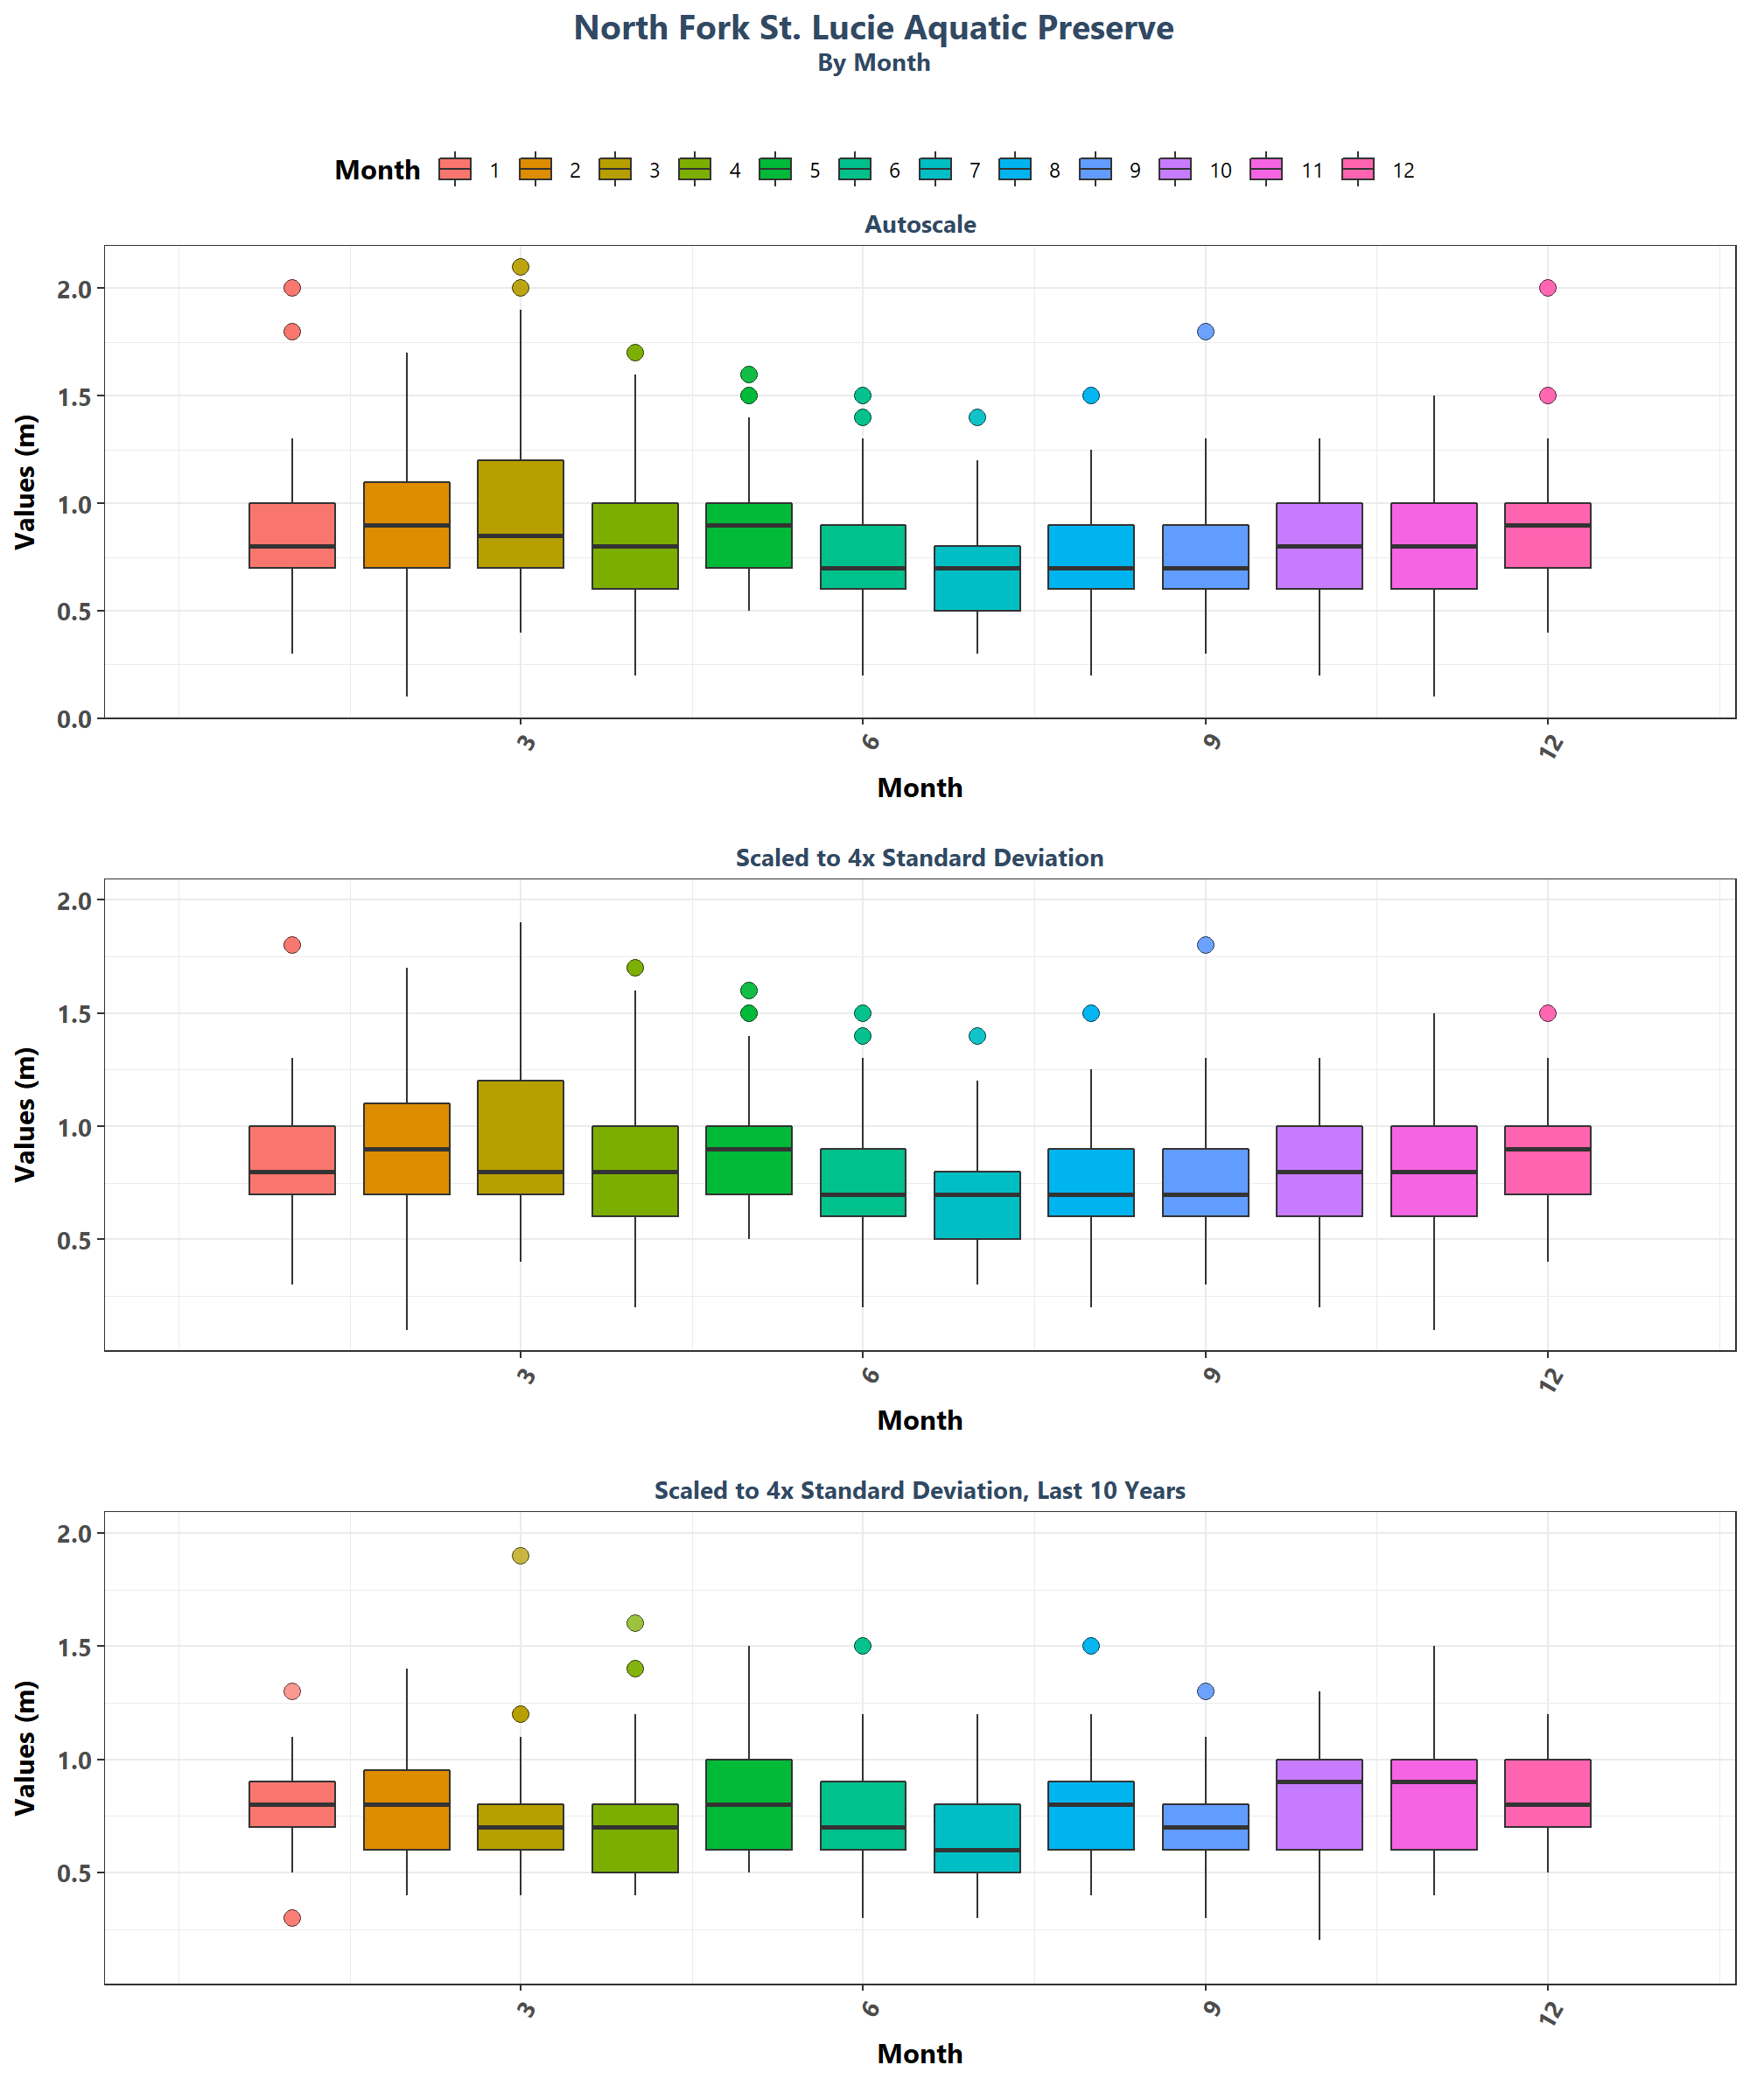 North Fork St. Lucie Aquatic Preserve
By Month
Month 1 2 3 4 5 6 7 8 9 10 11 12
Autoscale
Values (m)
2.0
1.5
1.0
0.5
0.0
3 6 9 12
Month
Scaled to 4x Standard Deviation
Values (m)
2.0
1.5
1.0
0.5
3 6 9 12
Month
Scaled to 4x Standard Deviation, Last 10 Years
Values (m)
2.0
1.5
1.0
0.5
3 6 9 12
Month